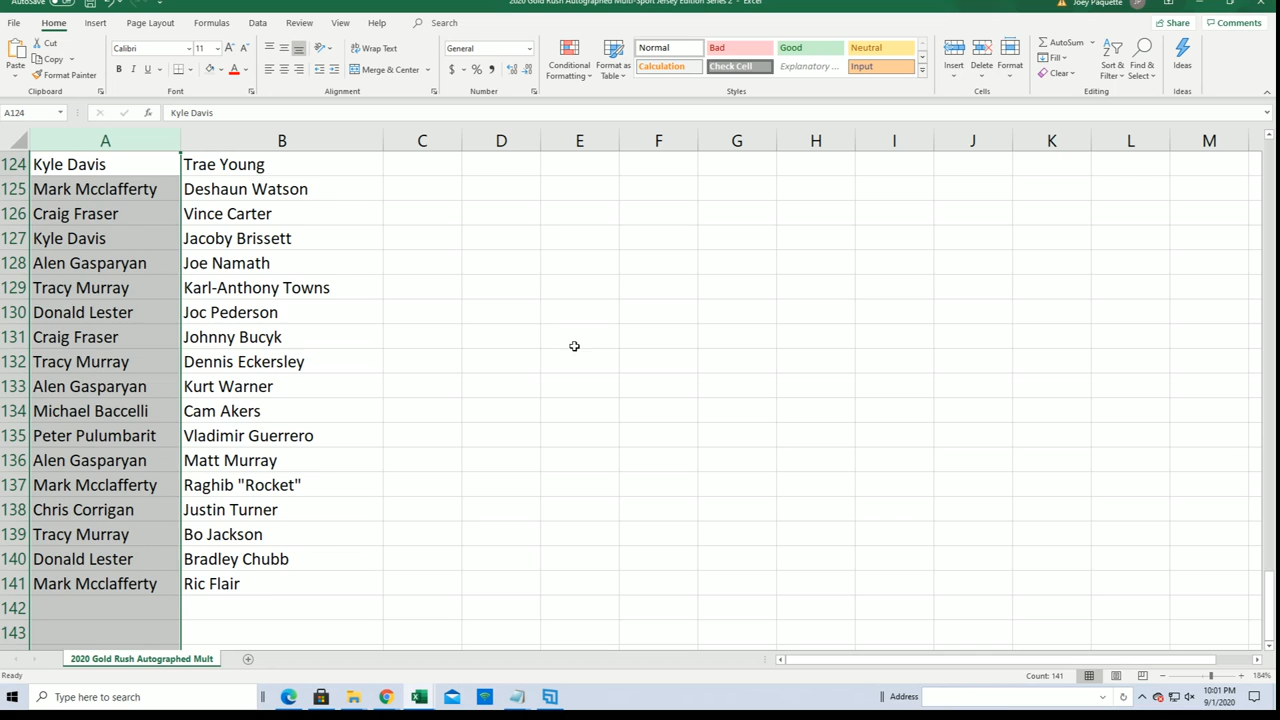 AutoSave
2020 Gold Rush Autographed Multi-Sport Jersey Edition Series 2 - Excel
Joey Paquette
JP
File Home Insert Page Layout Formulas Data Review View Help Search
Share Comments
Paste
Cut
Copy
Format Painter
Clipboard
Calibri 11
B I U
Font
Wrap Text
Merge & Center
Alignment
General
$ % ,
Number
Conditional Formatting
Format as Table
Normal Bad Good Neutral
Calculation Check Cell Explanatory ... Input
Styles
Insert Delete Format
Cells
AutoSum
Fill
Clear
Sort & Filter
Find & Select
Editing
Ideas
Ideas
A124 fx Kyle Davis
A B C D E F G H I J K L M
124 Kyle Davis Trae Young
125 Mark Mcclafferty Deshaun Watson
126 Craig Fraser Vince Carter
127 Kyle Davis Jacoby Brissett
128 Alen Gasparyan Joe Namath
129 Tracy Murray Karl-Anthony Towns
130 Donald Lester Joc Pederson
131 Craig Fraser Johnny Bucyk
132 Tracy Murray Dennis Eckersley
133 Alen Gasparyan Kurt Warner
134 Michael Baccelli Cam Akers
135 Peter Pulumbarit Vladimir Guerrero
136 Alen Gasparyan Matt Murray
137 Mark Mcclafferty Raghib "Rocket"
138 Chris Corrigan Justin Turner
139 Tracy Murray Bo Jackson
140 Donald Lester Bradley Chubb
141 Mark Mcclafferty Ric Flair
142
143
2020 Gold Rush Autographed Mult
Ready
Count: 141
184%
Type here to search
Address
10:01 PM
9/1/2020